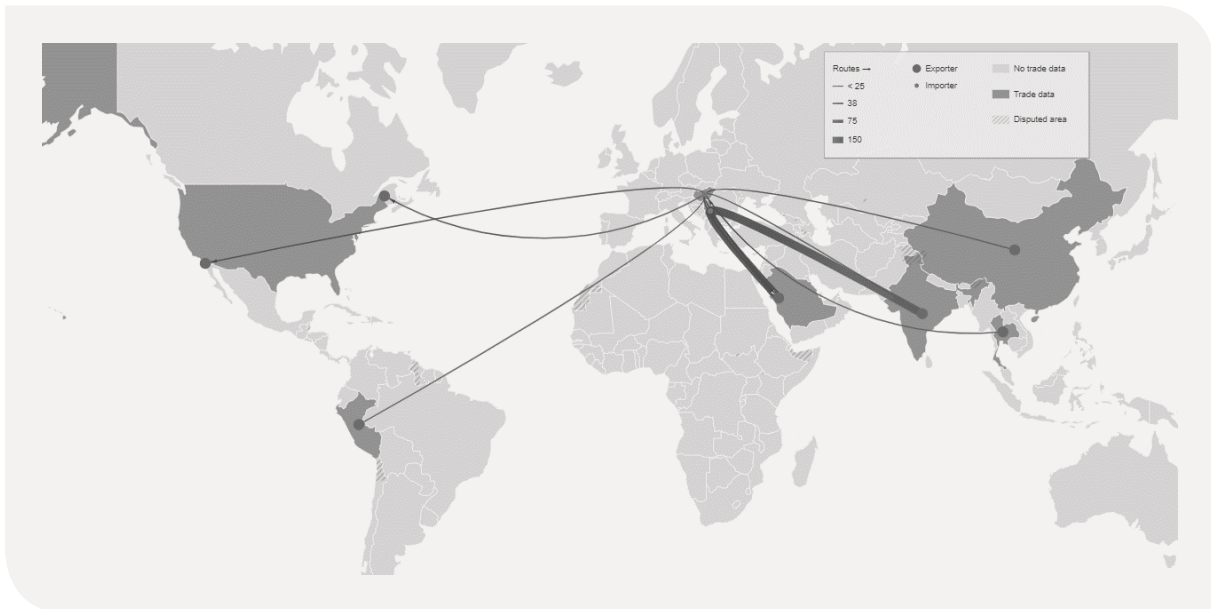 Routes → Exporter No trade data
< 25 Importer
38 Trade data
75 Disputed area
150